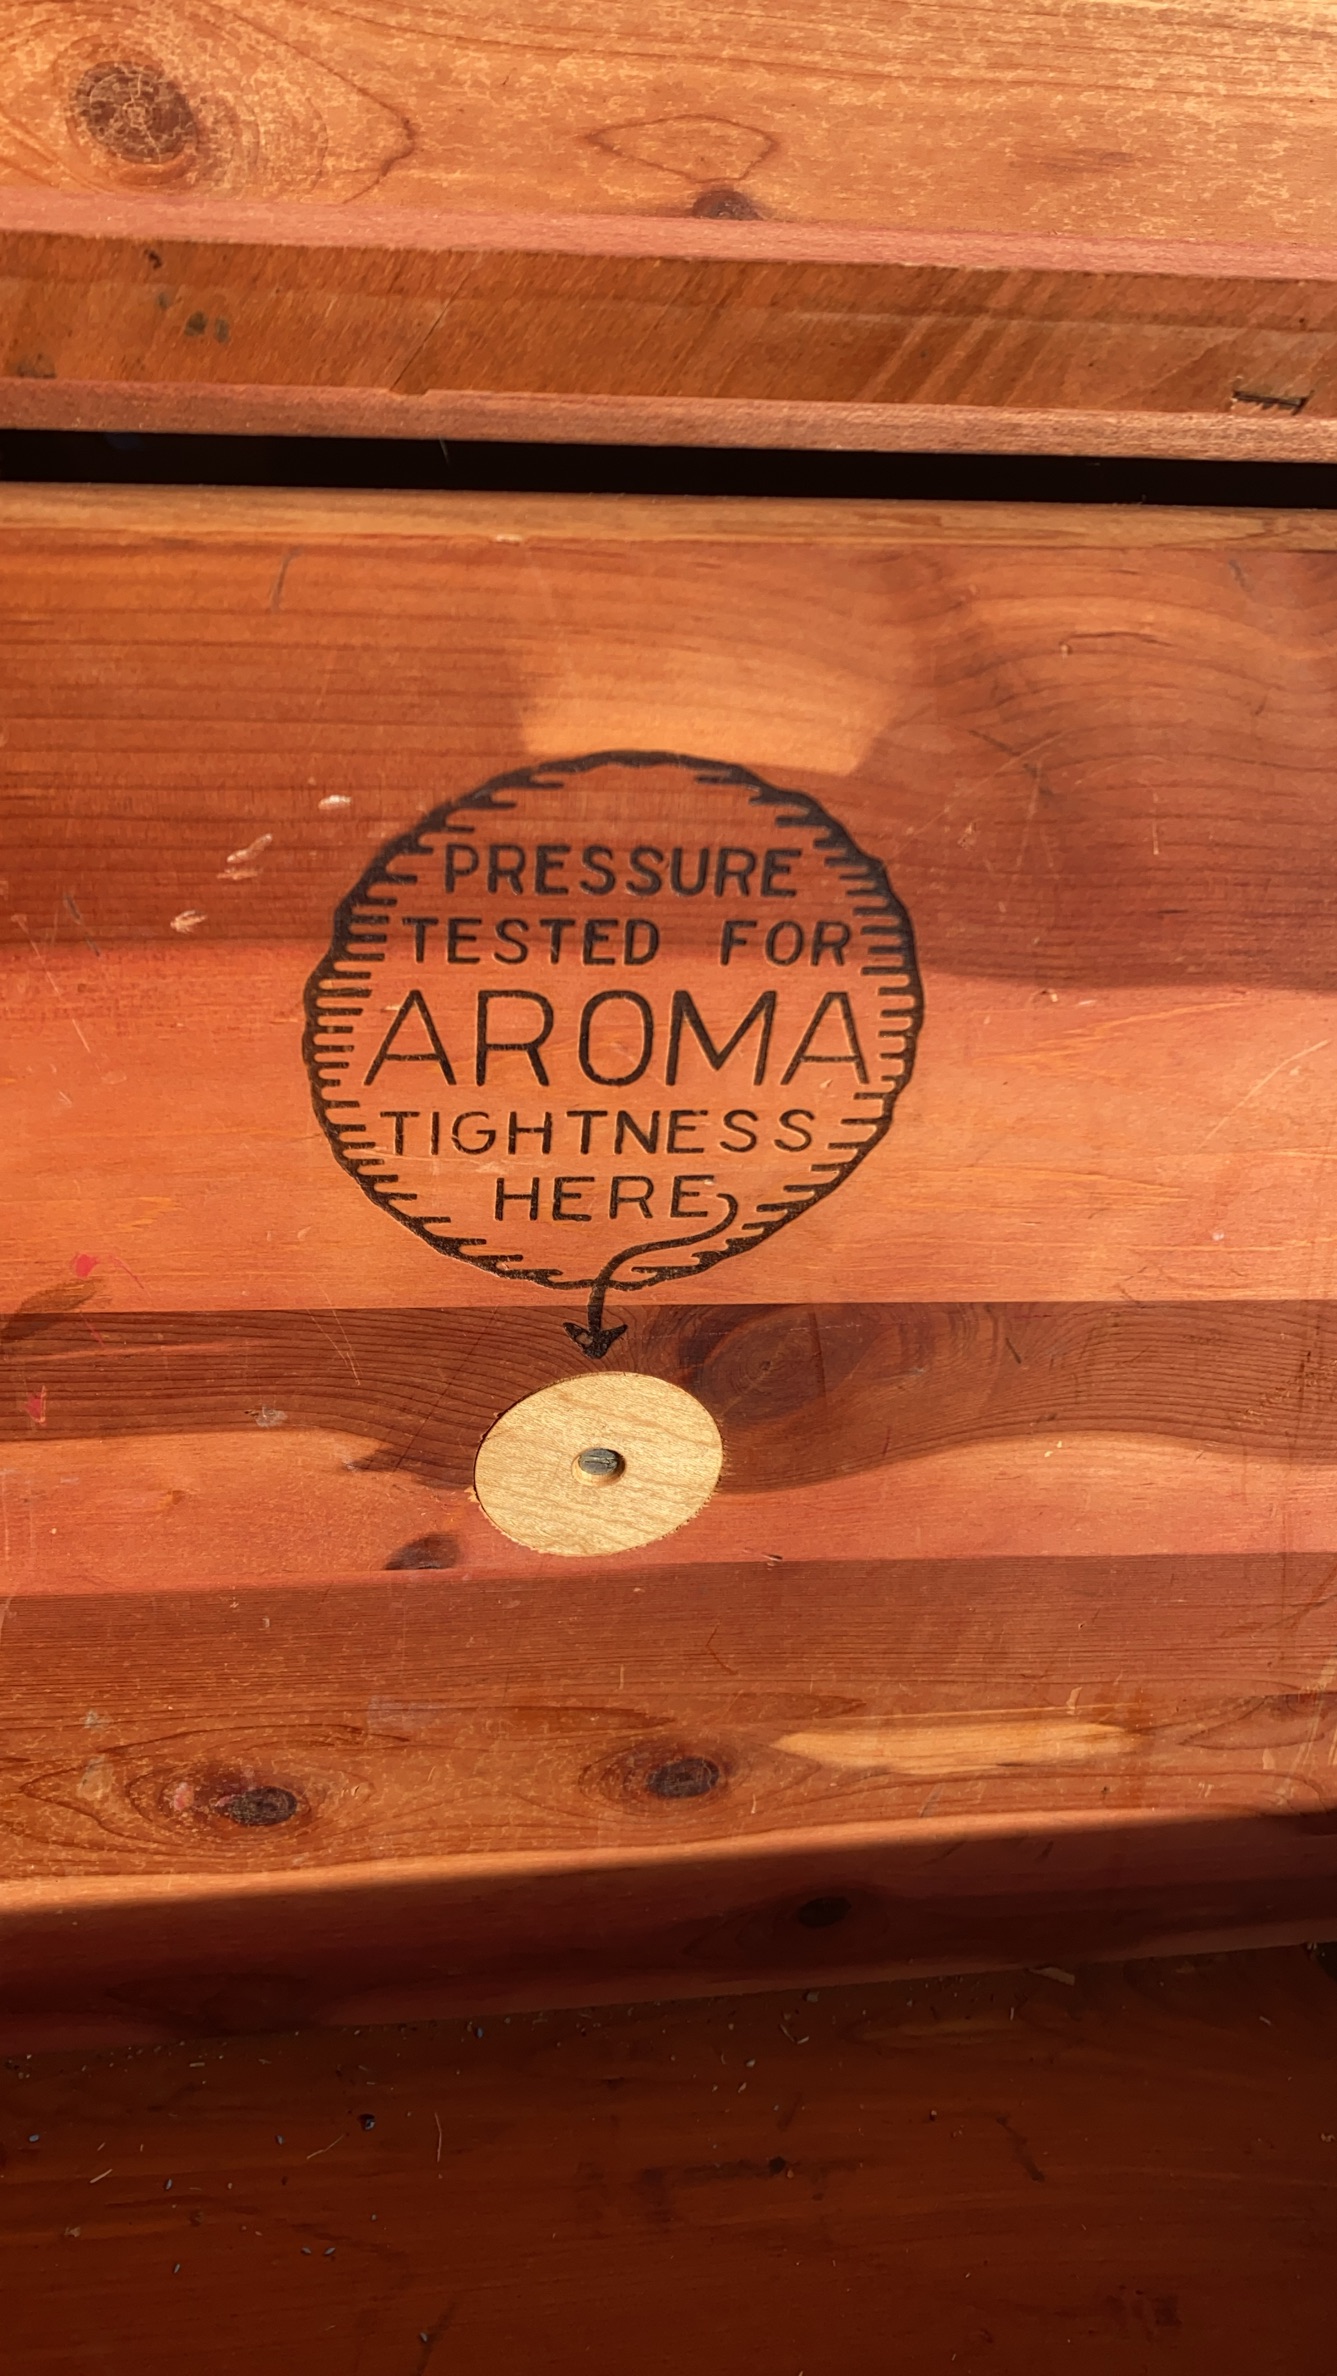 PRESSURE
TESTED FOR
AROMA
TIGHTNESS
HERE